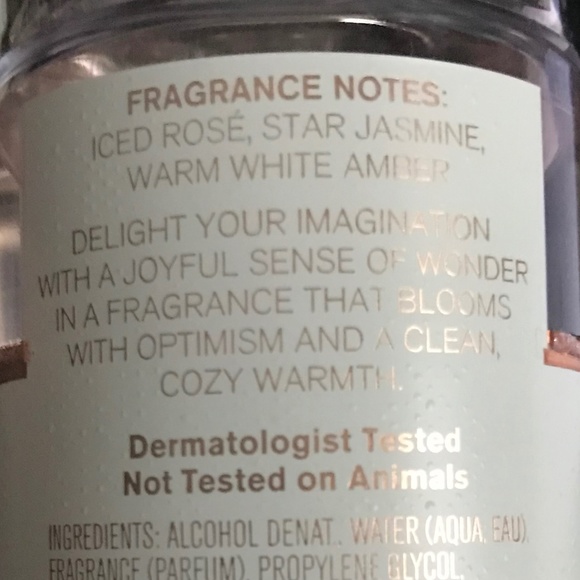 FRAGRANCE NOTES:
ICED ROSÉ, STAR JASMINE,
WARM WHITE AMBER
DELIGHT YOUR IMAGINATION
WITH A JOYFUL SENSE OF WONDER
IN A FRAGRANCE THAT BLOOMS
WITH OPTIMISM AND A CLEAN,
COZY WARMTH.
Dermatologist Tested
Not Tested on Animals
INGREDIENTS: ALCOHOL DENAT., WATER (AQUA, EAU),
FRAGRANCE (PARFUM), PROPYLENE GLYCOL,